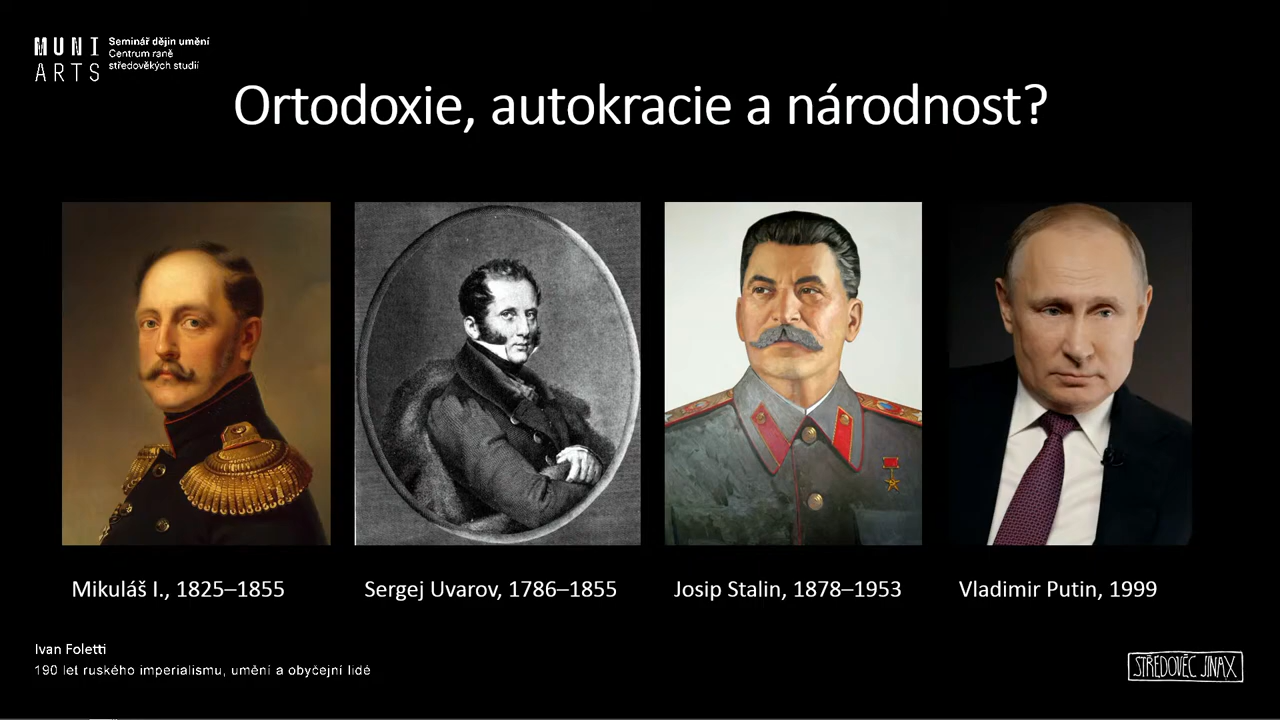 MUNI
ARTS
Seminář dějin umění
Centrum raně
středověkých studií
Ortodoxie, autokracie a národnost?
Mikuláš I., 1825–1855
Sergej Uvarov, 1786–1855
Josip Stalin, 1878–1953
Vladimir Putin, 1999
Ivan Foletti
190 let ruského imperialismu, umění a obyčejní lidé
STŘEDOVĚC JINAX